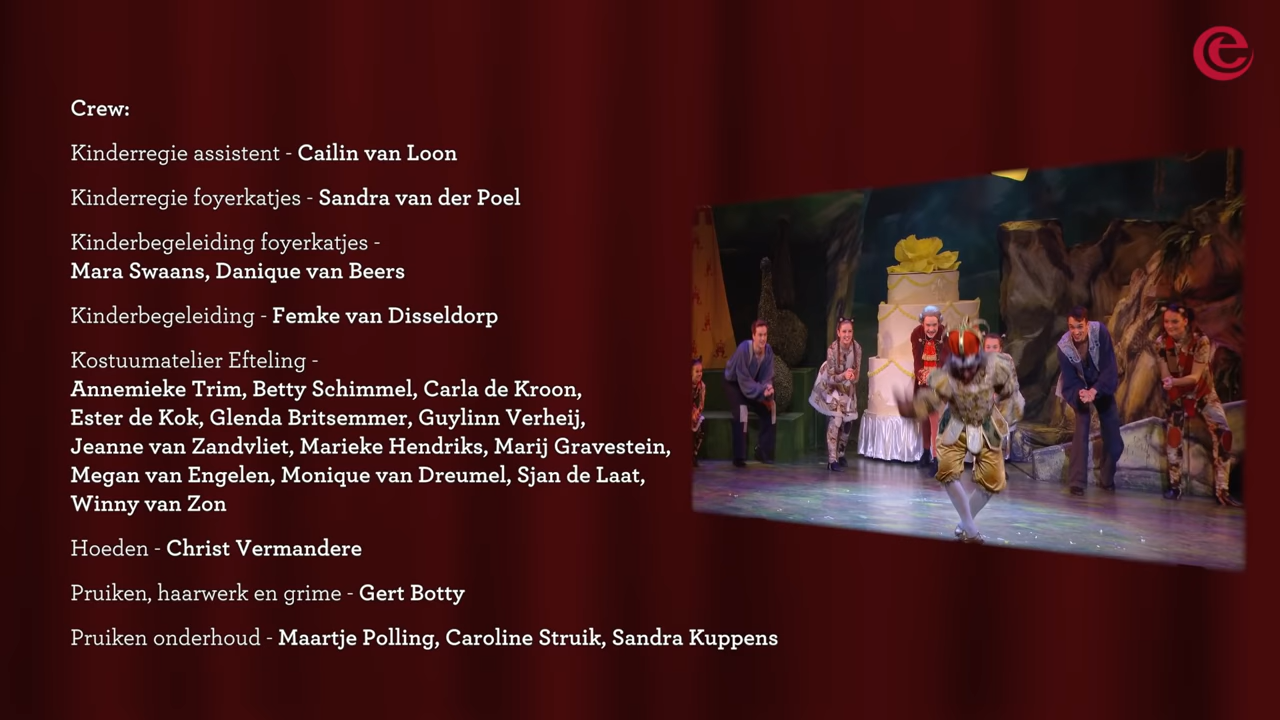 Crew:
Kinderregie assistent - Cailin van Loon
Kinderregie foyerkatjes - Sandra van der Poel
Kinderbegeleiding foyerkatjes -
Mara Swaans, Danique van Beers
Kinderbegeleiding - Femke van Disseldorp
Kostuumatelier Efteling -
Annemieke Trim, Betty Schimmel, Carla de Kroon,
Ester de Kok, Glenda Britsemmer, Guylinn Verheij,
Jeanne van Zandvliet, Marieke Hendriks, Marij Gravestein,
Megan van Engelen, Monique van Dreumel, Sjan de Laat,
Winny van Zon
Hoeden - Christ Vermandere
Pruiken, haarwerk en grime - Gert Botty
Pruiken onderhoud - Maartje Polling, Caroline Struik, Sandra Kuppens